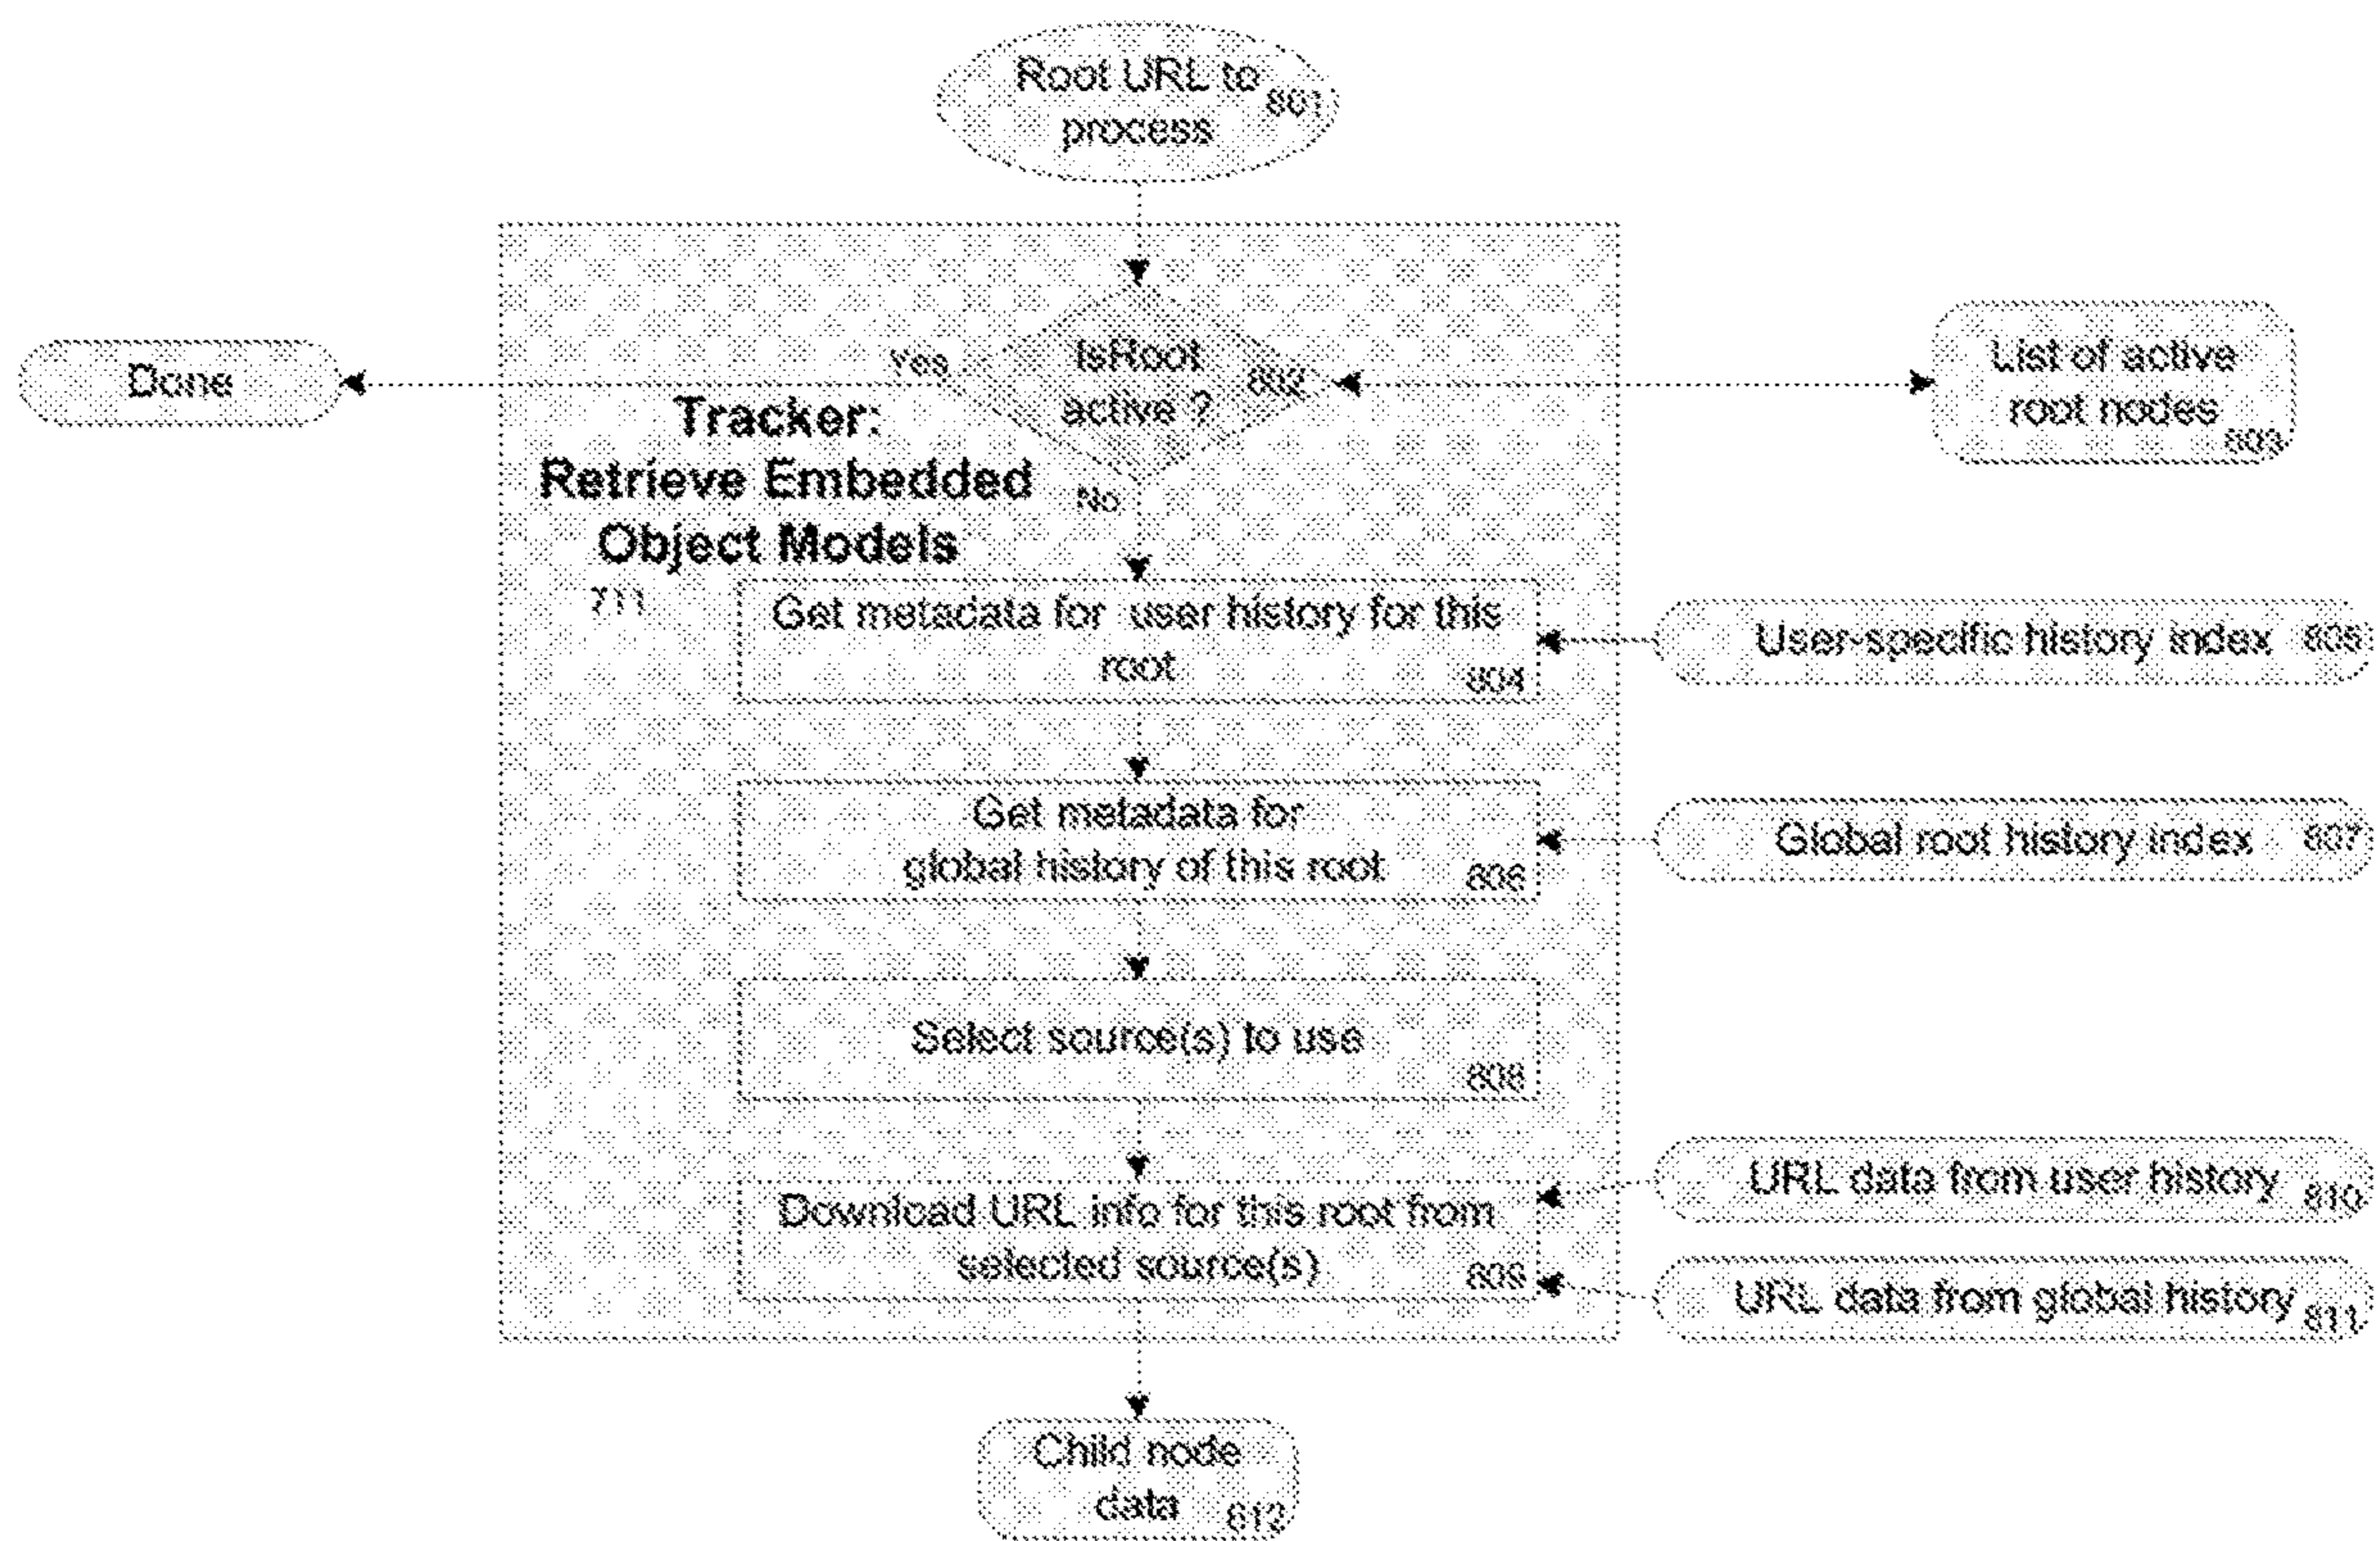 Root URL to
process
801
Yes
IsRoot
active ?
802
Done
List of active
root nodes
803
Tracker:
Retrieve Embedded
Object Models
711
No
Get metadata for user history for this
root
804
User-specific history index 805
Get metadata for
global history of this root
806
Global root history index 807
Select source(s) to use
808
Download URL info for this root from
selected source(s)
809
URL data from user history 810
URL data from global history 811
Child node
data
812